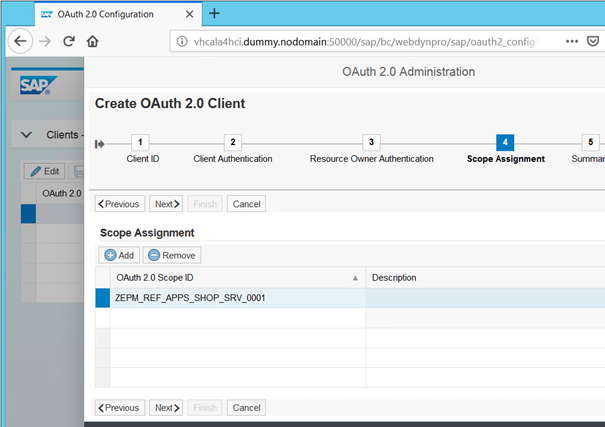 SAP OAuth 2.0 Configuration
vhcala4hci.dummy.nodomain:50000/sap/bc/webdynpro/sap/oauth2_config
SAP
OAuth 2.0 Administration
Create OAuth 2.0 Client
1 2 3 4 5
Client ID Client Authentication Resource Owner Authentication Scope Assignment Summar
Clients -
Edit
OAuth 2.0
Previous Next Finish Cancel
Scope Assignment
Add Remove
OAuth 2.0 Scope ID Description
ZEPM_REF_APPS_SHOP_SRV_0001
Previous Next Finish Cancel